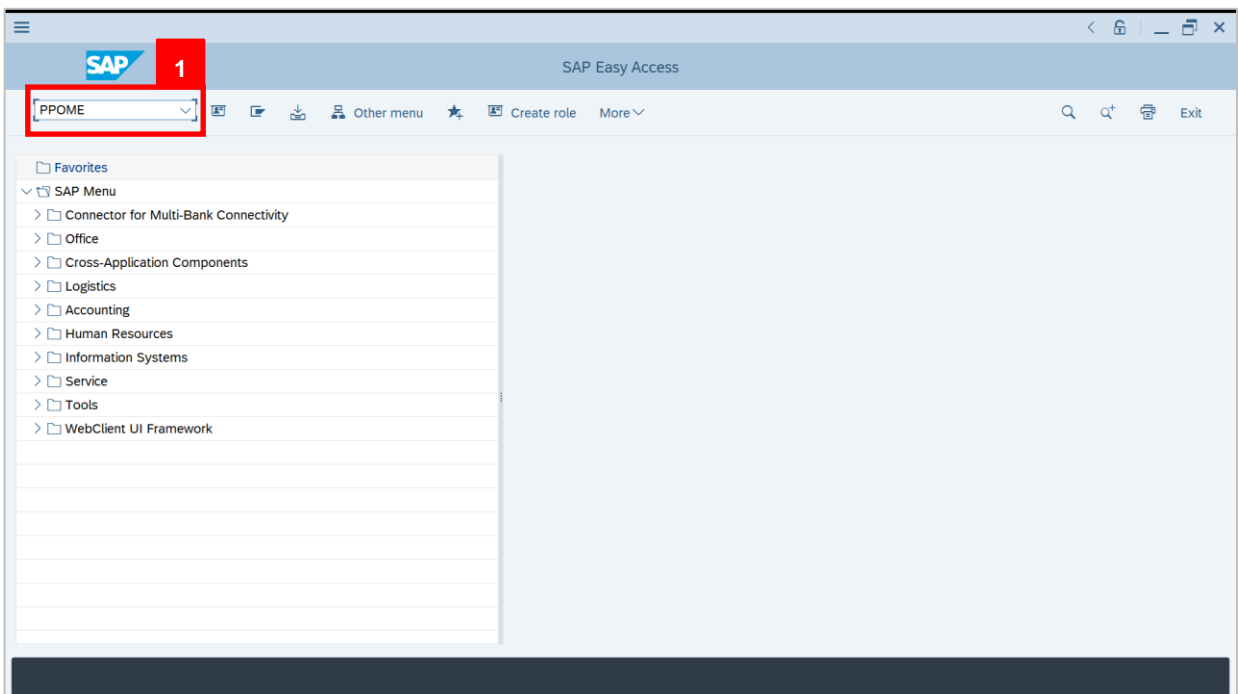 SAP
1
SAP Easy Access
PPOME
Other menu
Create role
More
Exit
Favorites
SAP Menu
Connector for Multi-Bank Connectivity
Office
Cross-Application Components
Logistics
Accounting
Human Resources
Information Systems
Service
Tools
WebClient UI Framework